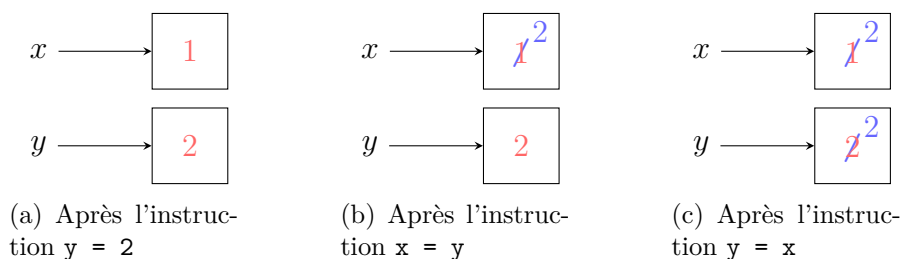 x 1 x 1 2 x 1 2
y 2 y 2 y 2 2
(a) Après l'instruc-
tion y = 2
(b) Après l'instruc-
tion x = y
(c) Après l'instruc-
tion y = x